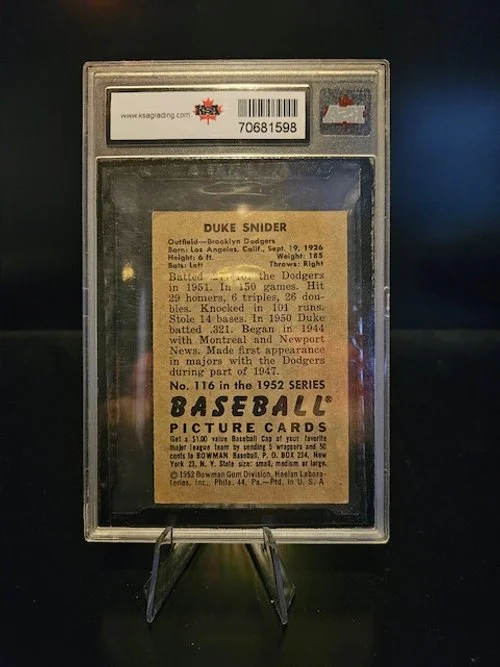 www.ksagrading.com
KSA
70681598
DUKE SNIDER
Outfield—Brooklyn Dodgers
Born: Los Angeles, Calif., Sept. 19, 1926
Height: 6 ft. Weight: 185
Bats: Left Throws: Right
Batted for the Dodgers
in 1951. In 150 games. Hit
29 homers, 6 triples, 26 dou-
bles. Knocked in 101 runs.
Stole 14 bases. In 1950 Duke
batted .321. Began in 1944
with Montreal and Newport
News. Made first appearance
in majors with the Dodgers
during part of 1947.
No. 116 in the 1952 SERIES
BASEBALL
PICTURE CARDS
Get a $1.00 value Baseball Cap of your favorite
major league team by sending 5 wrappers and 50
cents to BOWMAN Baseball, P. O. BOX 234, New
York 23, N. Y. State size: small, medium or large.
© 1952 Bowman Gum Division, Haelan Labora-
tories, Inc., Phila. 44, Pa.—Ptd. in U. S. A